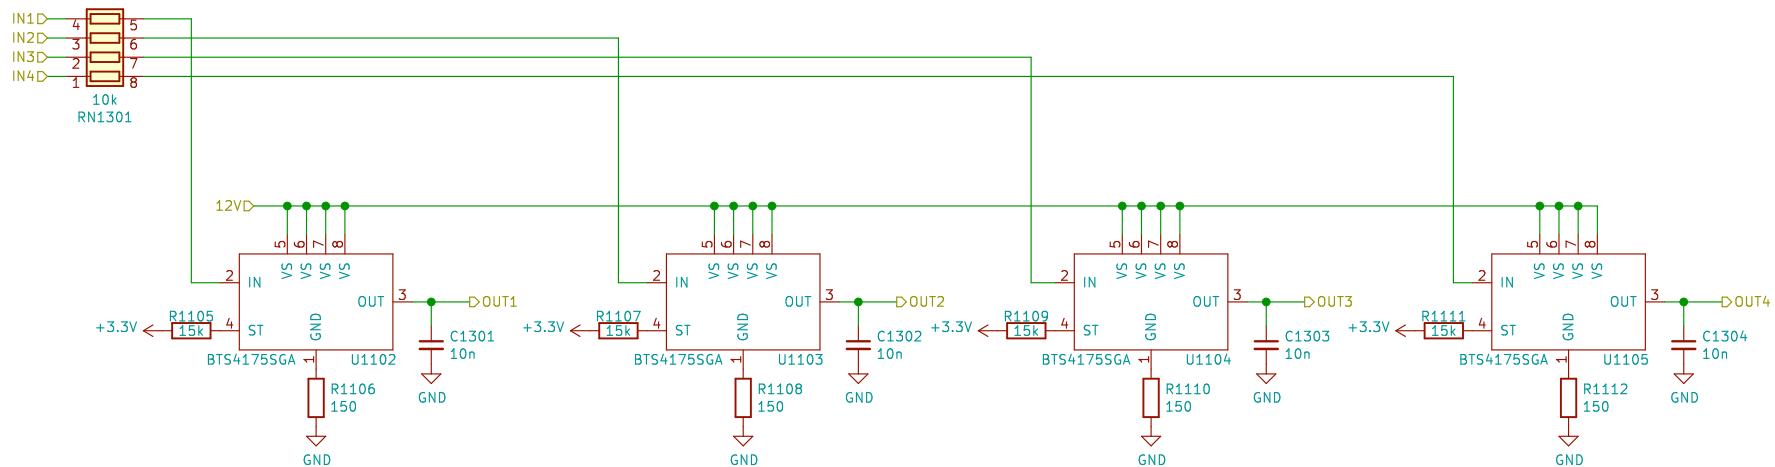 IN1
4
5
IN2
3
6
IN3
2
7
IN4
1
8
10k
RN1301
12V
5
6
7
8
VS
VS
VS
VS
2
IN
OUT
3
OUT1
+3.3V
R1105
15k
4
ST
GND
BTS4175SGA
1
U1102
C1301
10n
GND
R1106
150
GND
5
6
7
8
VS
VS
VS
VS
2
IN
OUT
3
OUT2
+3.3V
R1107
15k
4
ST
GND
BTS4175SGA
1
U1103
C1302
10n
GND
R1108
150
GND
5
6
7
8
VS
VS
VS
VS
2
IN
OUT
3
OUT3
+3.3V
R1109
15k
4
ST
GND
BTS4175SGA
1
U1104
C1303
10n
GND
R1110
150
GND
5
6
7
8
VS
VS
VS
VS
2
IN
OUT
3
OUT4
+3.3V
R1111
15k
4
ST
GND
BTS4175SGA
1
U1105
C1304
10n
GND
R1112
150
GND